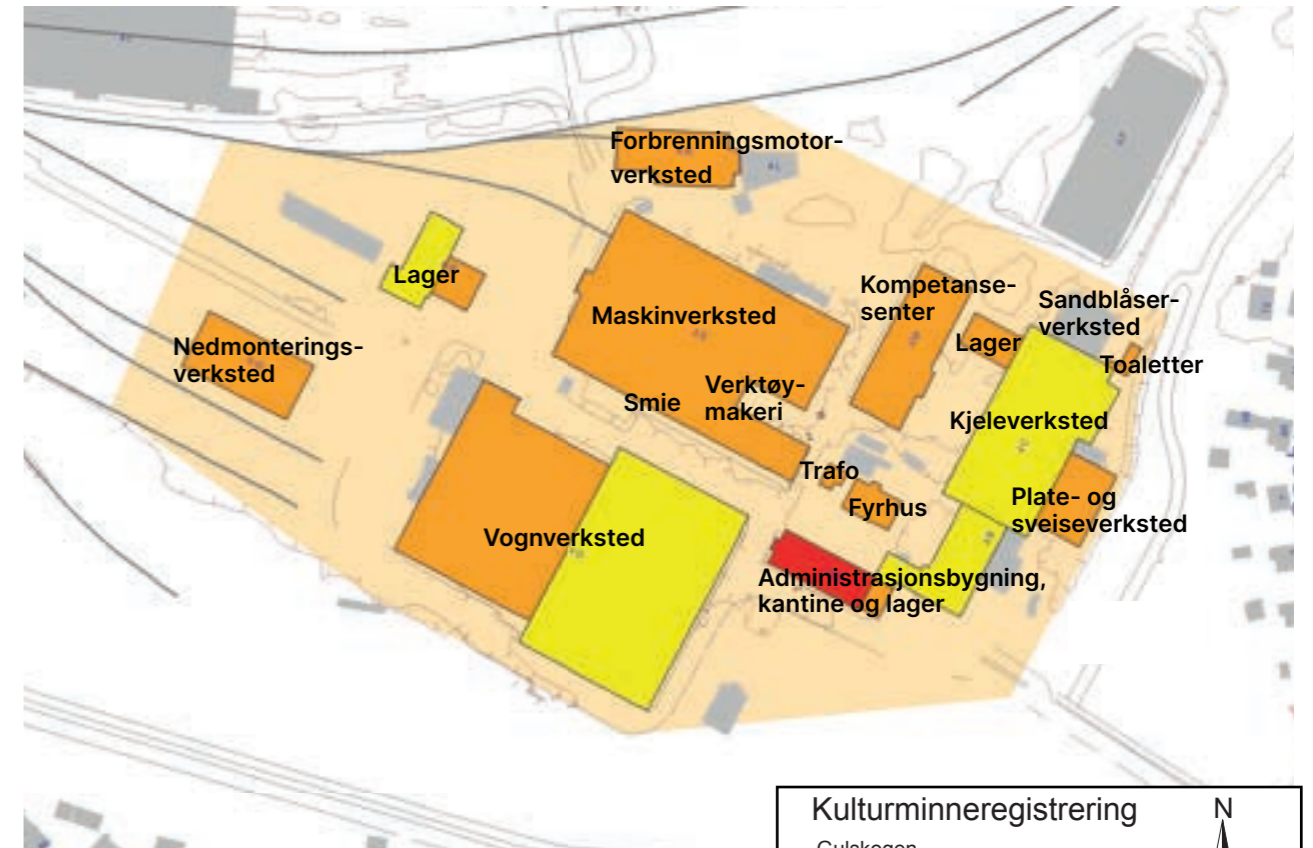 Forbrenningsmotor-
verksted
Lager
Kompetanse-
senter
Sandblåser-
verksted
Maskinverksted
Lager
Nedmonterings-
verksted
Toaletter
Verktøy-
makeri
Smie
Kjeleverksted
Trafo
Fyrhus
Plate- og
sveiseverksted
Vognverksted
Administrasjonsbygning,
kantine og lager
Kulturminneregistrering
N
Gulskogen